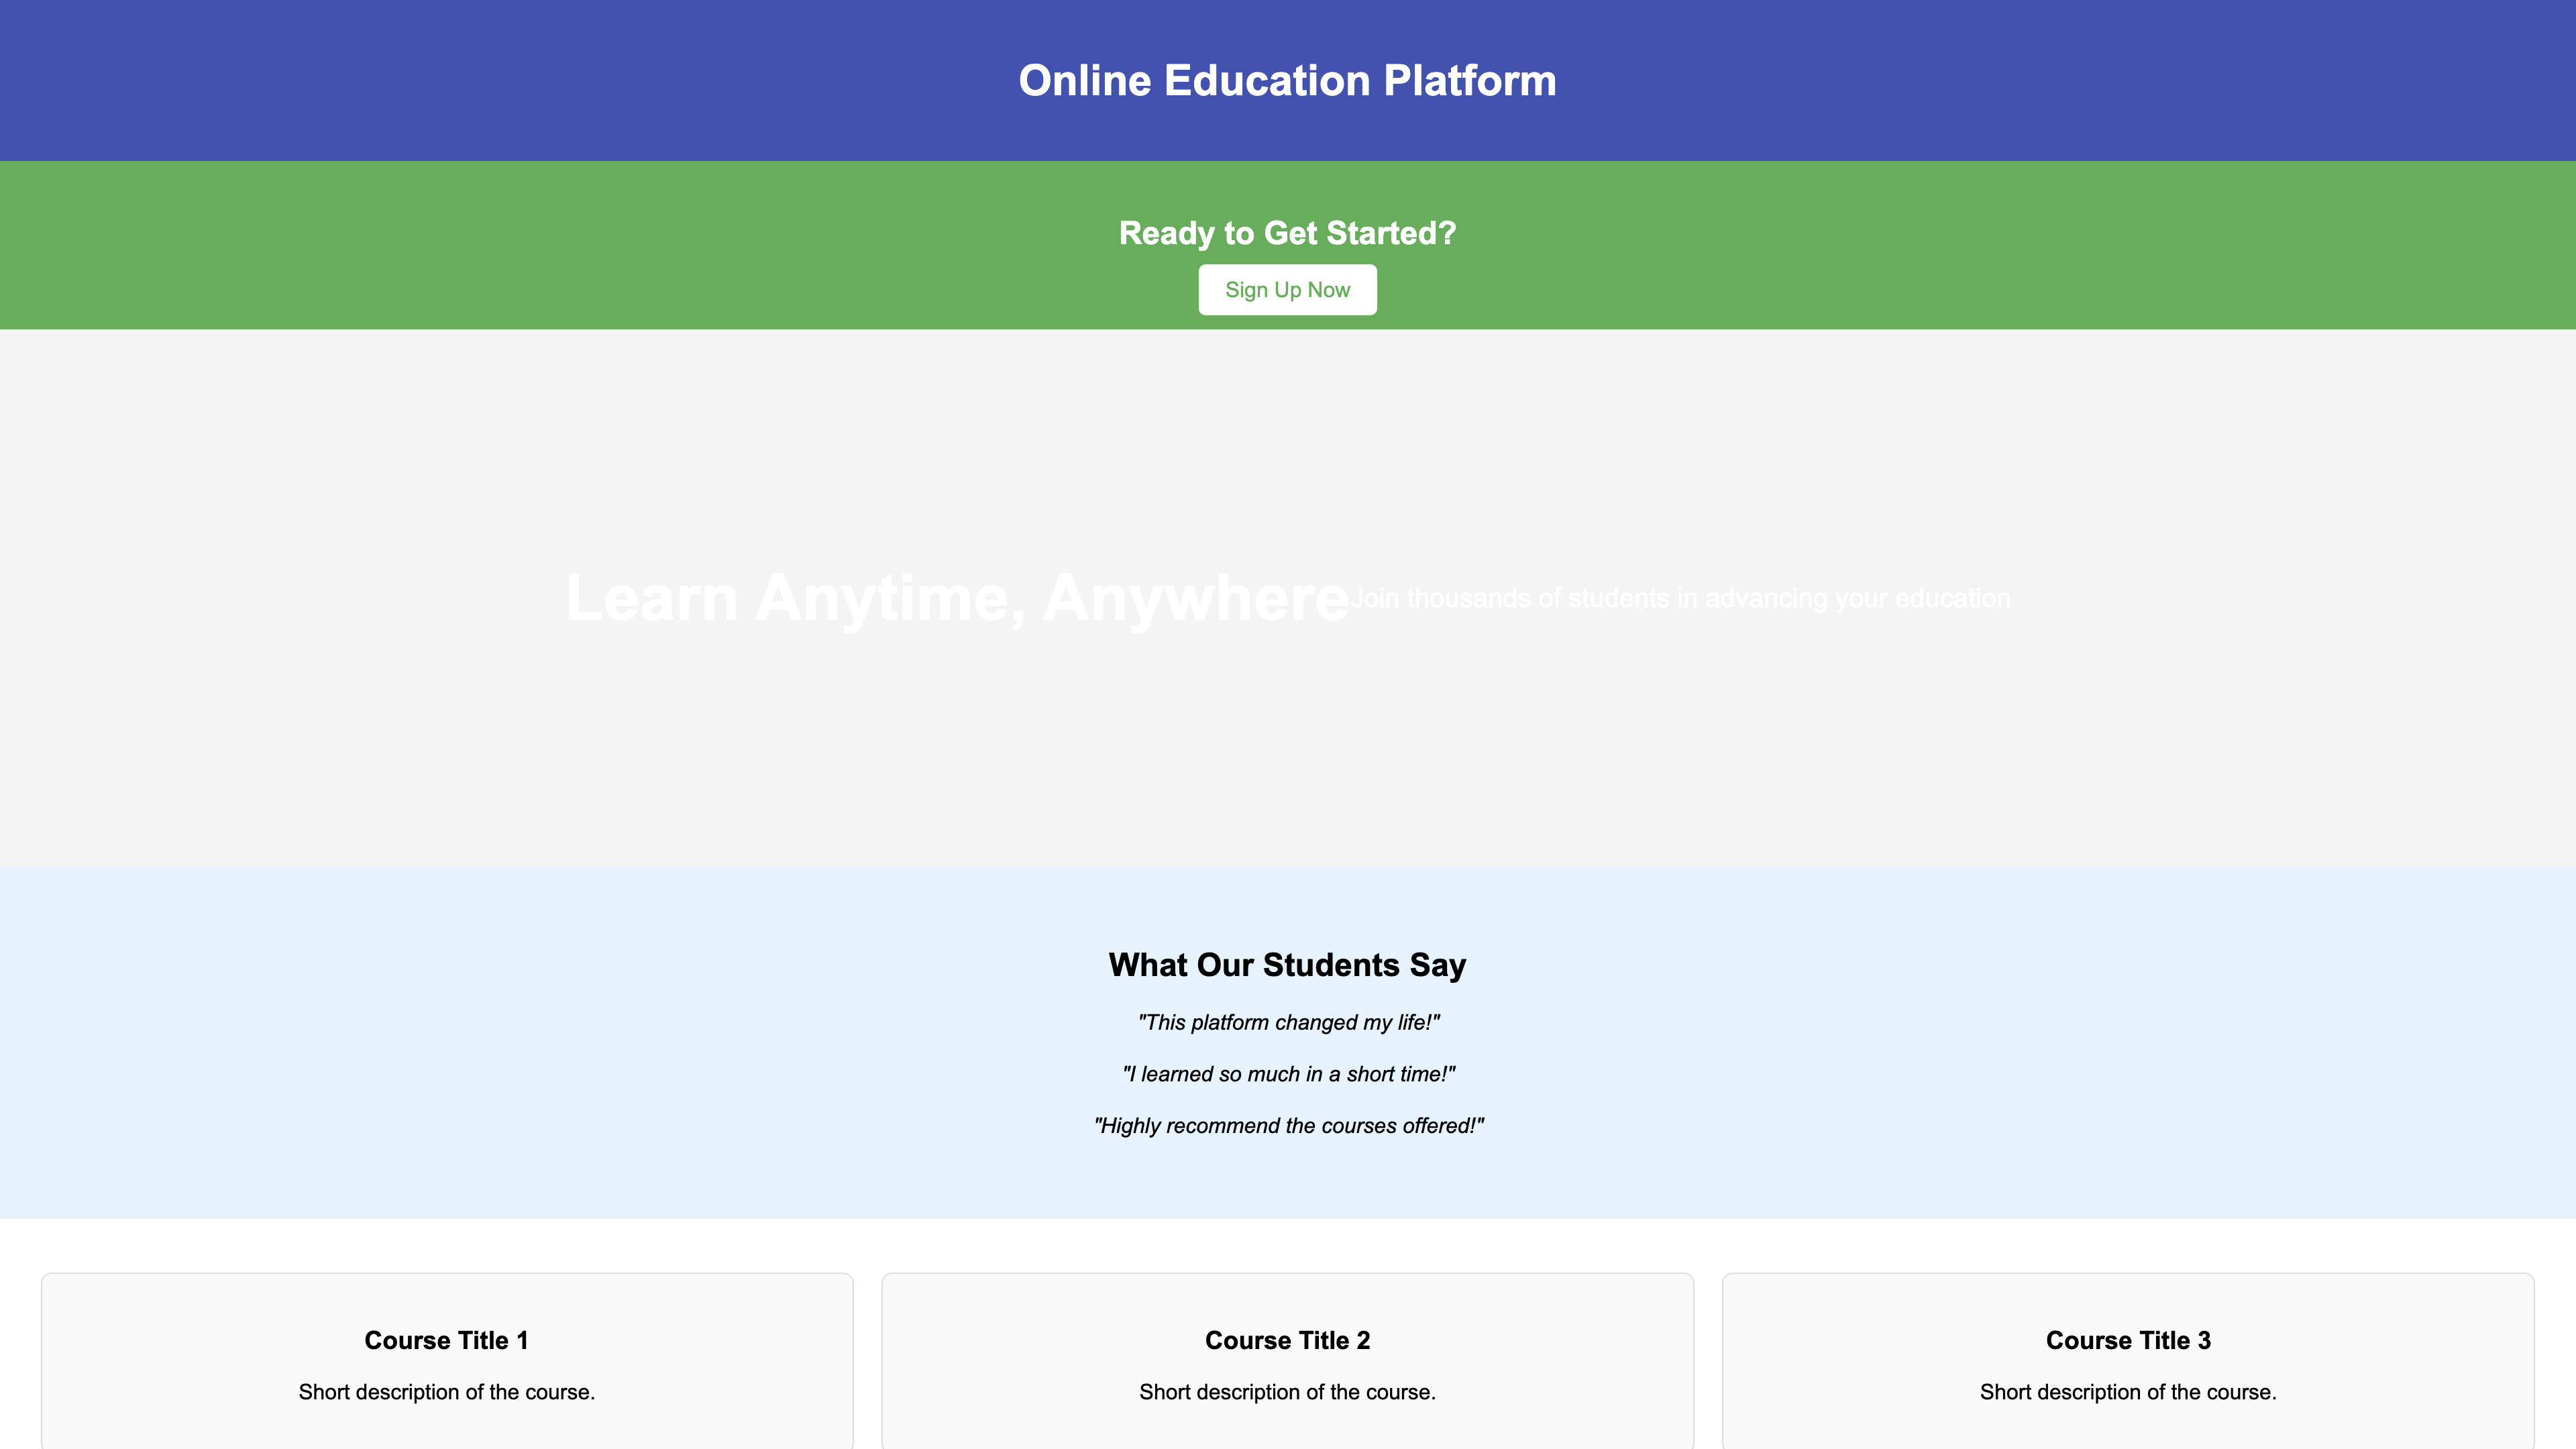 Online Education Platform
Ready to Get Started?
Sign Up Now
Learn Anytime, Anywhere
Join thousands of students in advancing your education
What Our Students Say
"This platform changed my life!"
"I learned so much in a short time!"
"Highly recommend the courses offered!"
Course Title 1
Short description of the course.
Course Title 2
Short description of the course.
Course Title 3
Short description of the course.